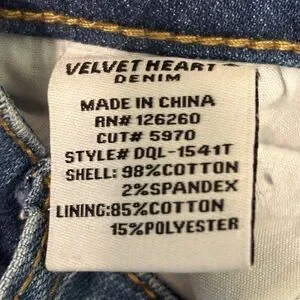 VELVET HEART
DENIM
MADE IN CHINA
RN# 126260
CUT# 5970
STYLE# DQL-1541T
SHELL: 98%COTTON
2%SPANDEX
LINING:85%COTTON
15%POLYESTER